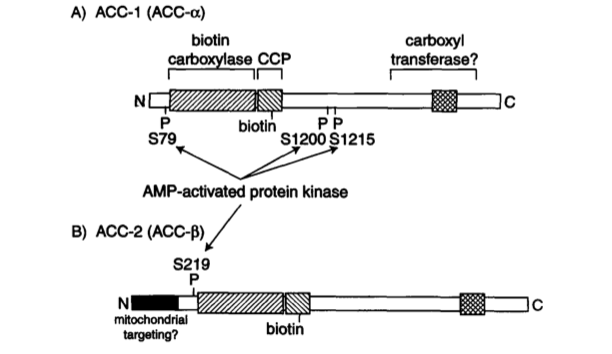 A) ACC-1 (ACC-α)
biotin carboxylase
CCP
carboxyl transferase?
N
C
P
S79
biotin
P P
S1200 S1215
AMP-activated protein kinase
B) ACC-2 (ACC-β)
S219
P
N
C
mitochondrial targeting?
biotin